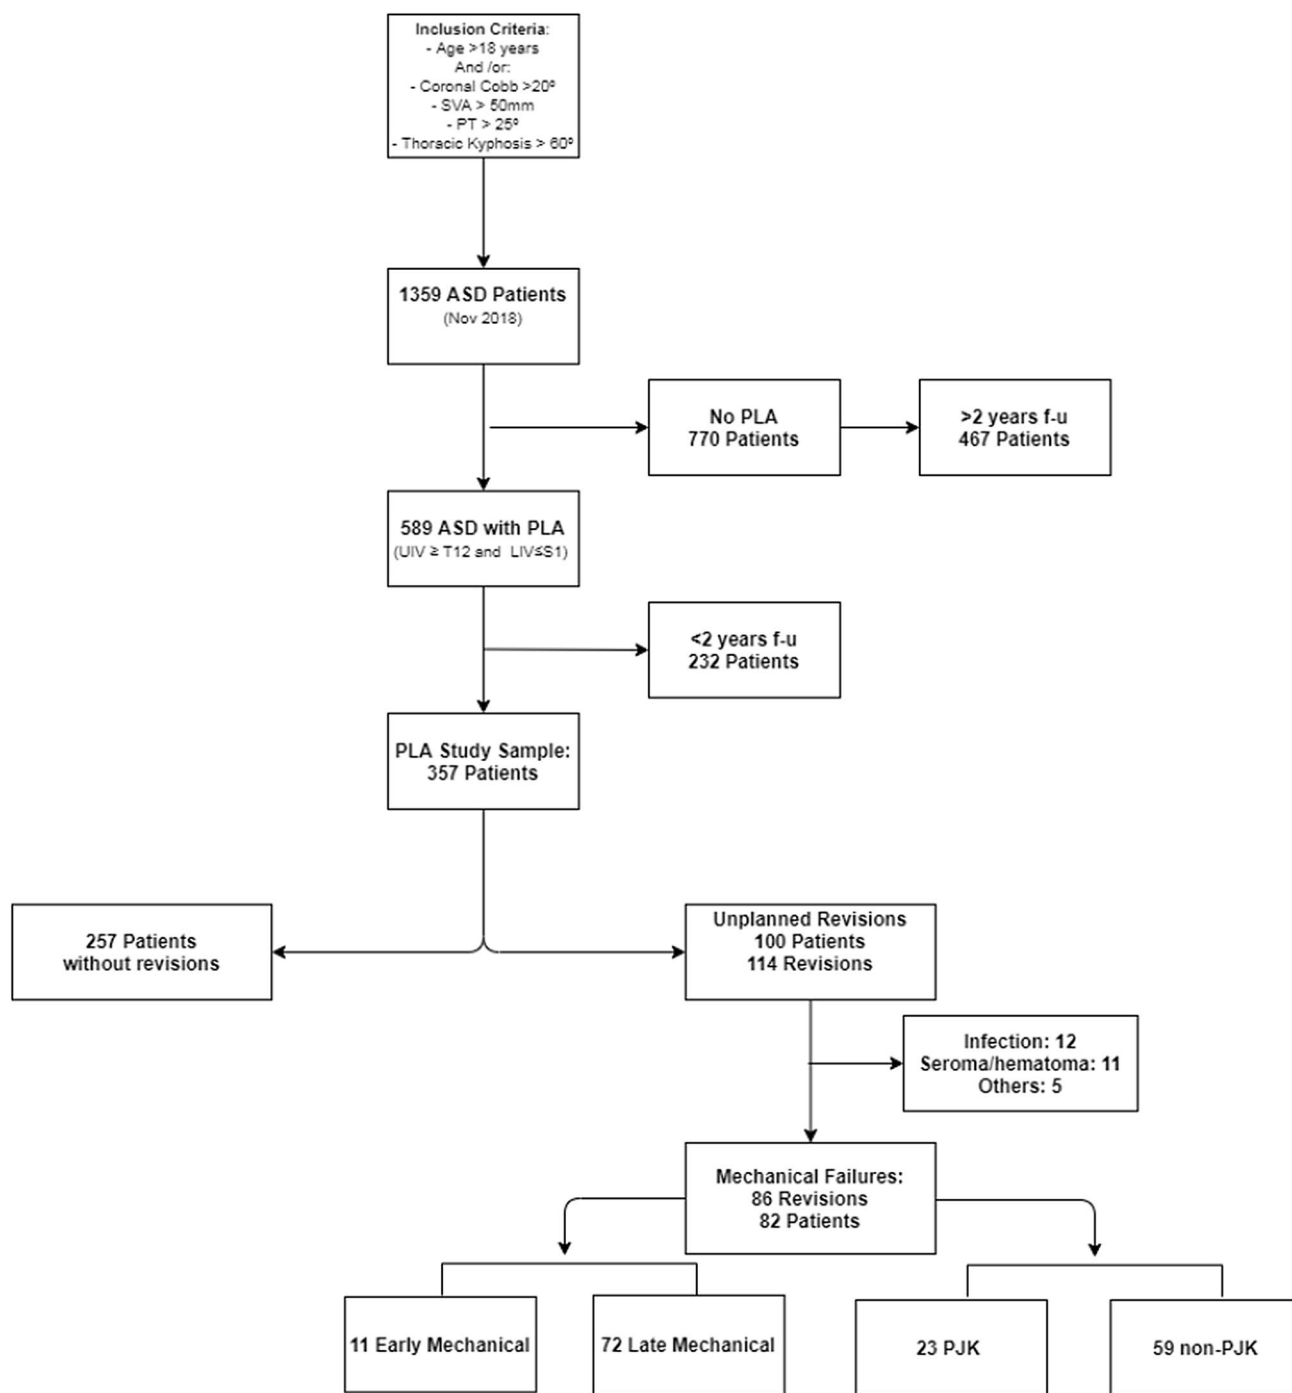 Inclusion Criteria:
- Age >18 years
And /or:
- Coronal Cobb >20º
- SVA > 50mm
- PT > 25º
- Thoracic Kyphosis > 60º
1359 ASD Patients
(Nov 2018)
No PLA
770 Patients
>2 years f-u
467 Patients
589 ASD with PLA
(UIV ≥ T12 and LIV≤S1)
<2 years f-u
232 Patients
PLA Study Sample:
357 Patients
257 Patients
without revisions
Unplanned Revisions
100 Patients
114 Revisions
Infection: 12
Seroma/hematoma: 11
Others: 5
Mechanical Failures:
86 Revisions
82 Patients
11 Early Mechanical
72 Late Mechanical
23 PJK
59 non-PJK